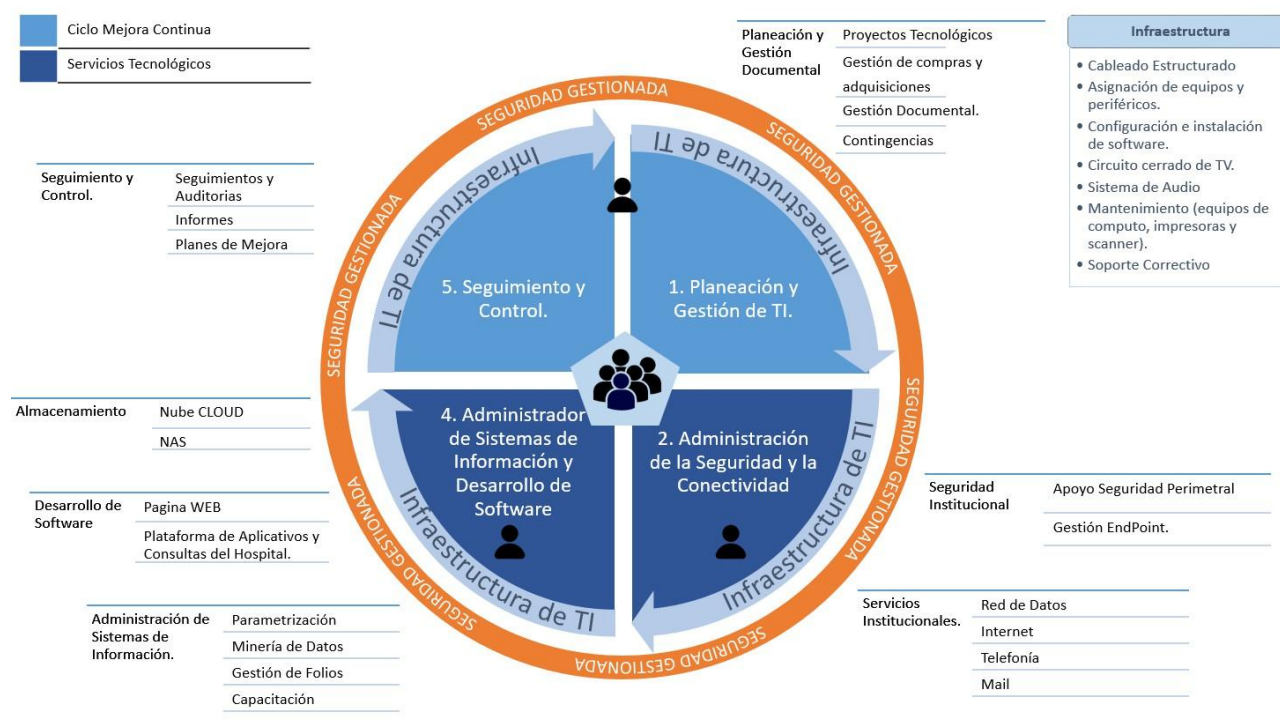 Ciclo Mejora Continua
Servicios Tecnológicos
Planeación y
Gestión
Documental
Proyectos Tecnológicos
Gestión de compras y
adquisiciones
Gestión Documental.
Contingencias
Infraestructura
• Cableado Estructurado
• Asignación de equipos y
periféricos.
• Configuración e instalación
de software.
• Circuito cerrado de TV.
• Sistema de Audio
• Mantenimiento (equipos de
computo, impresoras y
scanner).
• Soporte Correctivo
Seguimiento y
Control.
Seguimientos y
Auditorias
Informes
Planes de Mejora
SEGURIDAD GESTIONADA
SEGURIDAD GESTIONADA
SEGURIDAD GESTIONADA
SEGURIDAD GESTIONADA
SEGURIDAD GESTIONADA
SEGURIDAD GESTIONADA
Infraestructura de TI
Infraestructura de TI
Infraestructura de TI
Infraestructura de TI
5. Seguimiento y
Control.
1. Planeación y
Gestión de TI.
4. Administrador
de Sistemas de
Información y
Desarrollo de
Software
2. Administración
de la Seguridad y la
Conectividad
Almacenamiento
Nube CLOUD
NAS
Desarrollo de
Software
Pagina WEB
Plataforma de Aplicativos y
Consultas del Hospital.
Administración de
Sistemas de
Información.
Parametrización
Minería de Datos
Gestión de Folios
Capacitación
Seguridad
Institucional
Apoyo Seguridad Perimetral
Gestión EndPoint.
Servicios
Institucionales.
Red de Datos
Internet
Telefonía
Mail